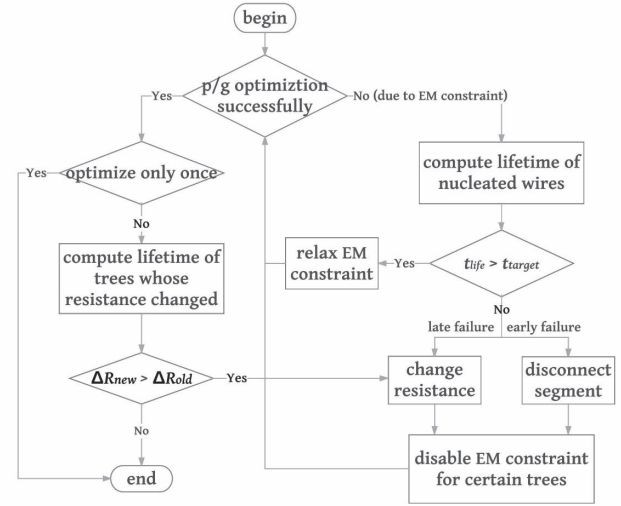 begin
p/g optimiztion
successfully
Yes
No (due to EM constraint)
Yes
optimize only once
compute lifetime of
nucleated wires
No
compute lifetime of
trees whose
resistance changed
relax EM
constraint
Yes
tlife > ttarget
No
late failure
early failure
ΔRnew > ΔRold
Yes
change
resistance
disconnect
segment
No
disable EM constraint
for certain trees
end